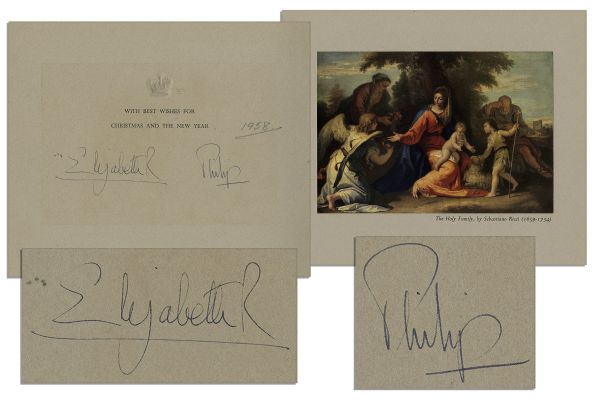 WITH BEST WISHES FOR
CHRISTMAS AND THE NEW YEAR
1958.
Elizabeth R
Philip
The Holy Family, by Sebastiano Ricci (1659-1734)
Elizabeth R
Philip